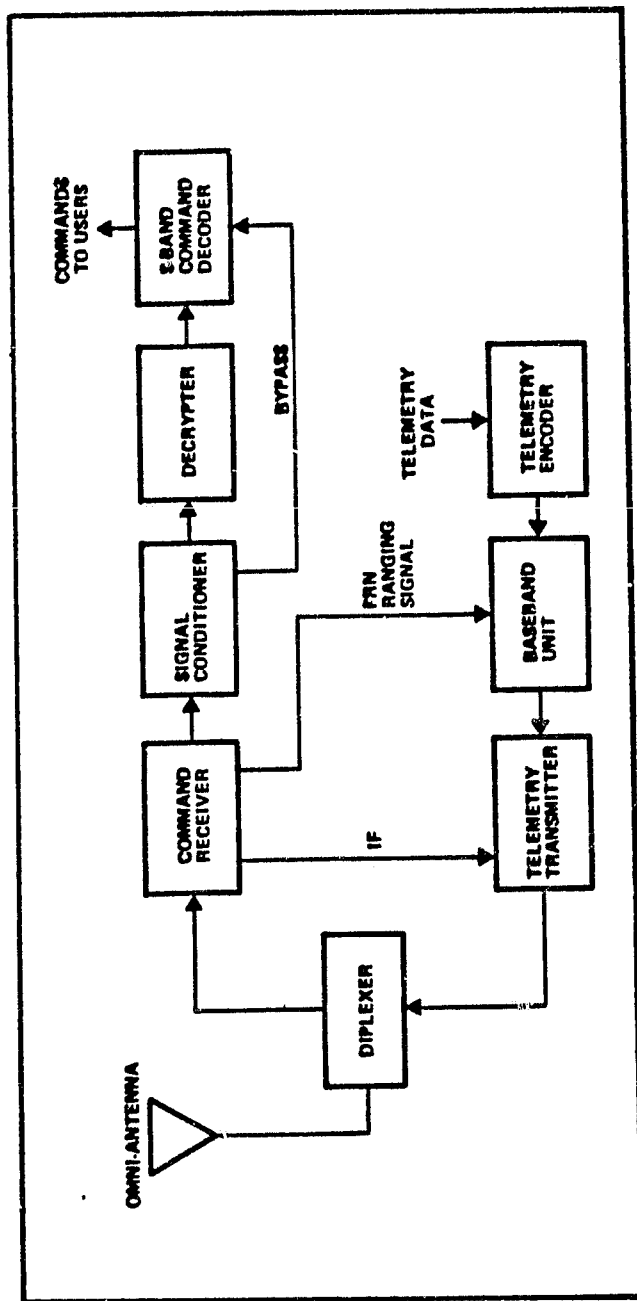 OMNI-ANTENNA
DIPLEXER
COMMAND
RECEIVER
SIGNAL
CONDITIONER
DECRYPTER
S-BAND
COMMAND
DECODER
COMMANDS
TO USERS
BYPASS
IF
PRN
RANGING
SIGNAL
TELEMETRY
DATA
TELEMETRY
TRANSMITTER
BASEBAND
UNIT
TELEMETRY
ENCODER